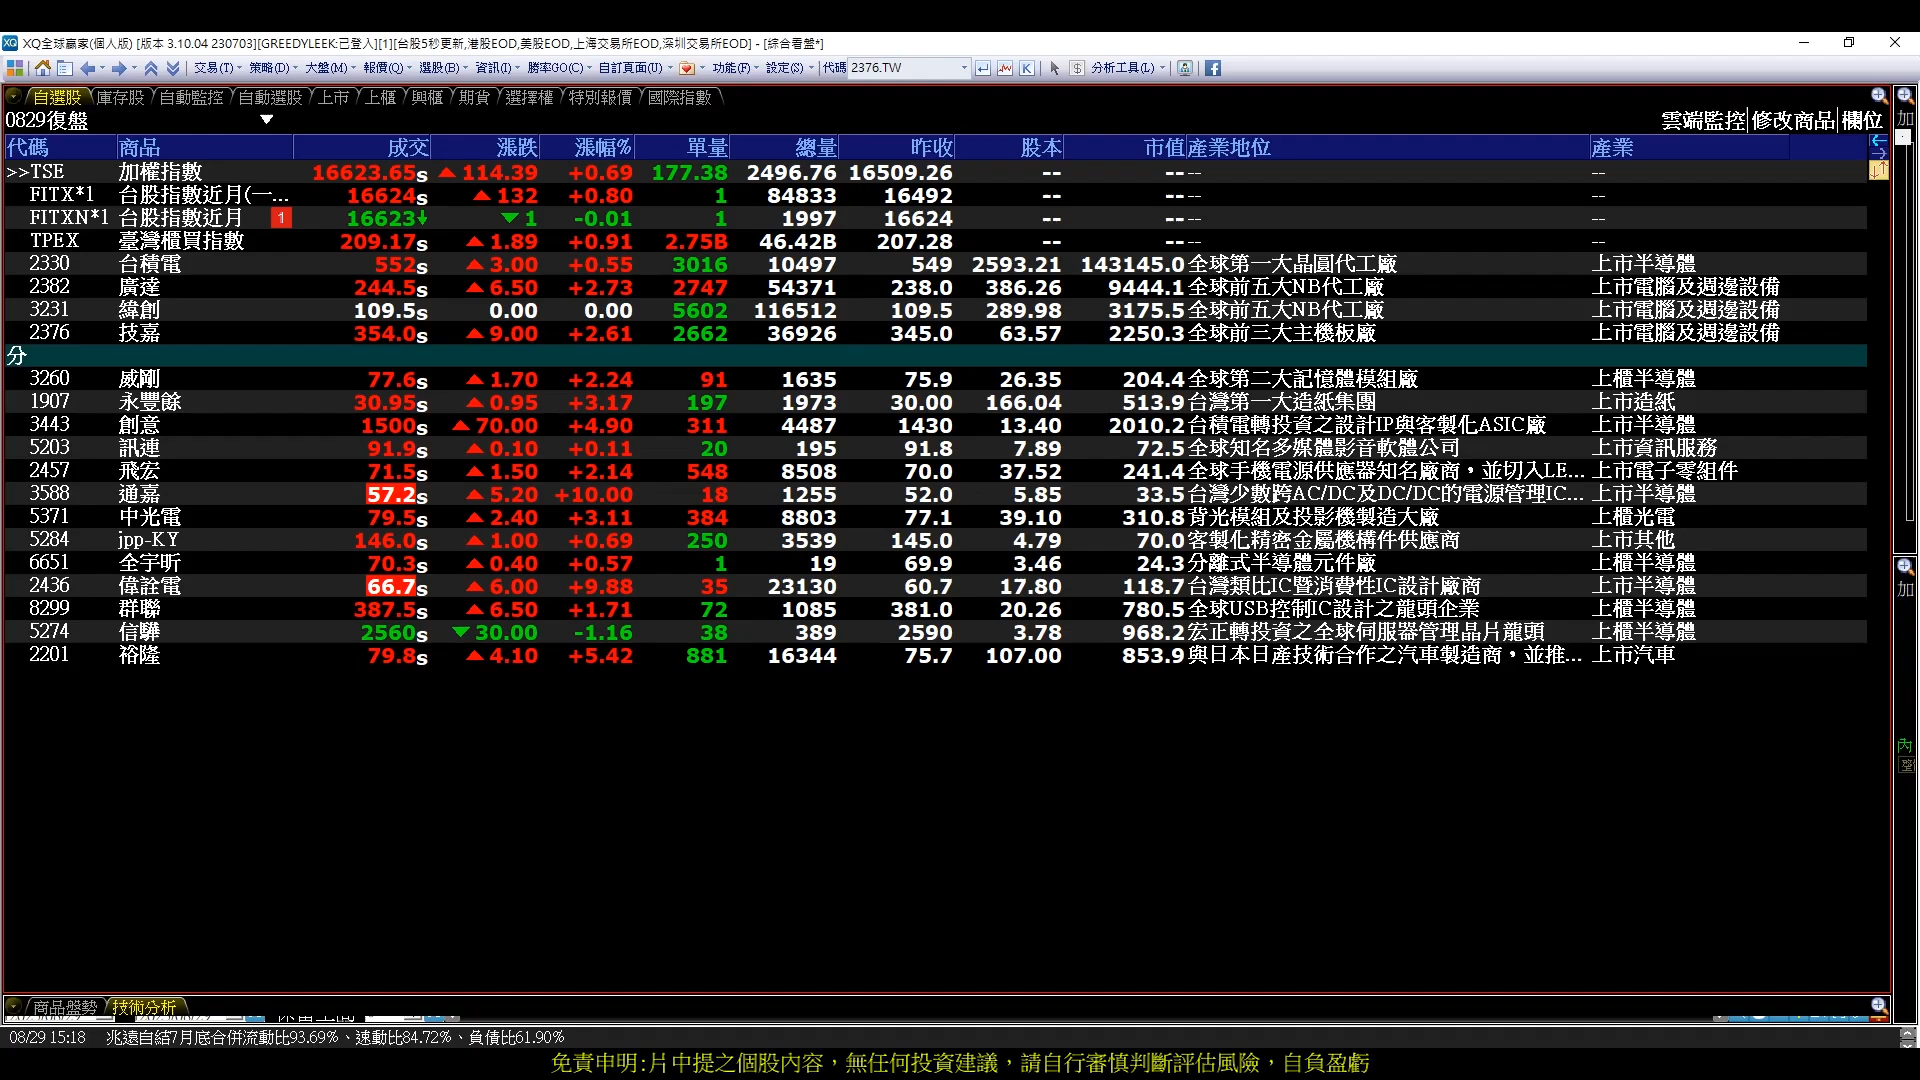 XQ全球贏家(個人版) [版本 3.10.04 230703][GREEDYLEEK:已登入][1][台股5秒更新,港股EOD,美股EOD,上海交易所EOD,深圳交易所EOD] - [綜合看盤*]
交易(T) 策略(D) 大盤(M) 報價(Q) 選股(B) 資訊(I) 勝率GO(C) 自訂頁面(U) 功能(F) 設定(S) 代碼 2376.TW 分析工具(L)
自選股 庫存股 自動監控 自動選股 上市 上櫃 興櫃 期貨 選擇權 特別報價 國際指數
0829復盤 雲端監控 修改商品 欄位
代碼 商品 成交 漲跌 漲幅% 單量 總量 昨收 股本 市值 產業地位 產業
>>TSE 加權指數 16623.65s ▲ 114.39 +0.69 177.38 2496.76 16509.26 -- -- -- --
FITX*1 台股指數近月(一... 16624s ▲ 132 +0.80 1 84833 16492 -- -- -- --
FITXN*1 台股指數近月 1 16623↓ ▼ 1 -0.01 1 1997 16624 -- -- -- --
TPEX 臺灣櫃買指數 209.17s ▲ 1.89 +0.91 2.75B 46.42B 207.28 -- -- -- --
2330 台積電 552s ▲ 3.00 +0.55 3016 10497 549 2593.21 143145.0 全球第一大晶圓代工廠 上市半導體
2382 廣達 244.5s ▲ 6.50 +2.73 2747 54371 238.0 386.26 9444.1 全球前五大NB代工廠 上市電腦及週邊設備
3231 緯創 109.5s 0.00 0.00 5602 116512 109.5 289.98 3175.5 全球前五大NB代工廠 上市電腦及週邊設備
2376 技嘉 354.0s ▲ 9.00 +2.61 2662 36926 345.0 63.57 2250.3 全球前三大主機板廠 上市電腦及週邊設備
分
3260 威剛 77.6s ▲ 1.70 +2.24 91 1635 75.9 26.35 204.4 全球第二大記憶體模組廠 上櫃半導體
1907 永豐餘 30.95s ▲ 0.95 +3.17 197 1973 30.00 166.04 513.9 台灣第一大造紙集團 上市造紙
3443 創意 1500s ▲ 70.00 +4.90 311 4487 1430 13.40 2010.2 台積電轉投資之設計IP與客製化ASIC廠 上市半導體
5203 訊連 91.9s ▲ 0.10 +0.11 20 195 91.8 7.89 72.5 全球知名多媒體影音軟體公司 上市資訊服務
2457 飛宏 71.5s ▲ 1.50 +2.14 548 8508 70.0 37.52 241.4 全球手機電源供應器知名廠商，並切入LE... 上市電子零組件
3588 通嘉 57.2s ▲ 5.20 +10.00 18 1255 52.0 5.85 33.5 台灣少數跨AC/DC及DC/DC的電源管理IC... 上市半導體
5371 中光電 79.5s ▲ 2.40 +3.11 384 8803 77.1 39.10 310.8 背光模組及投影機製造大廠 上櫃光電
5284 jpp-KY 146.0s ▲ 1.00 +0.69 250 3539 145.0 4.79 70.0 客製化精密金屬機構件供應商 上市其他
6651 全宇昕 70.3s ▲ 0.40 +0.57 1 19 69.9 3.46 24.3 分離式半導體元件廠 上櫃半導體
2436 偉詮電 66.7s ▲ 6.00 +9.88 35 23130 60.7 17.80 118.7 台灣類比IC暨消費性IC設計廠商 上市半導體
8299 群聯 387.5s ▲ 6.50 +1.71 72 1085 381.0 20.26 780.5 全球USB控制IC設計之龍頭企業 上櫃半導體
5274 信驊 2560s ▼ 30.00 -1.16 38 389 2590 3.78 968.2 宏正轉投資之全球伺服器管理晶片龍頭 上櫃半導體
2201 裕隆 79.8s ▲ 4.10 +5.42 881 16344 75.7 107.00 853.9 與日本日產技術合作之汽車製造商，並推... 上市汽車
加
加
內
商品盤勢 技術分析
08/29 15:18 兆遠自結7月底合併流動比93.69%、速動比84.72%、負債比61.90%
免責申明:片中提之個股內容，無任何投資建議，請自行審慎判斷評估風險，自負盈虧